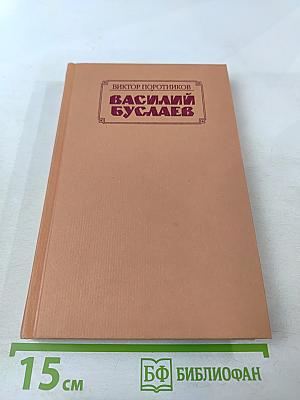 ВИКТОР ПОРОТНИКОВ
ВАСИЛИЙ
БУСЛАЕВ
15 см
БФ БИБЛИОФАН